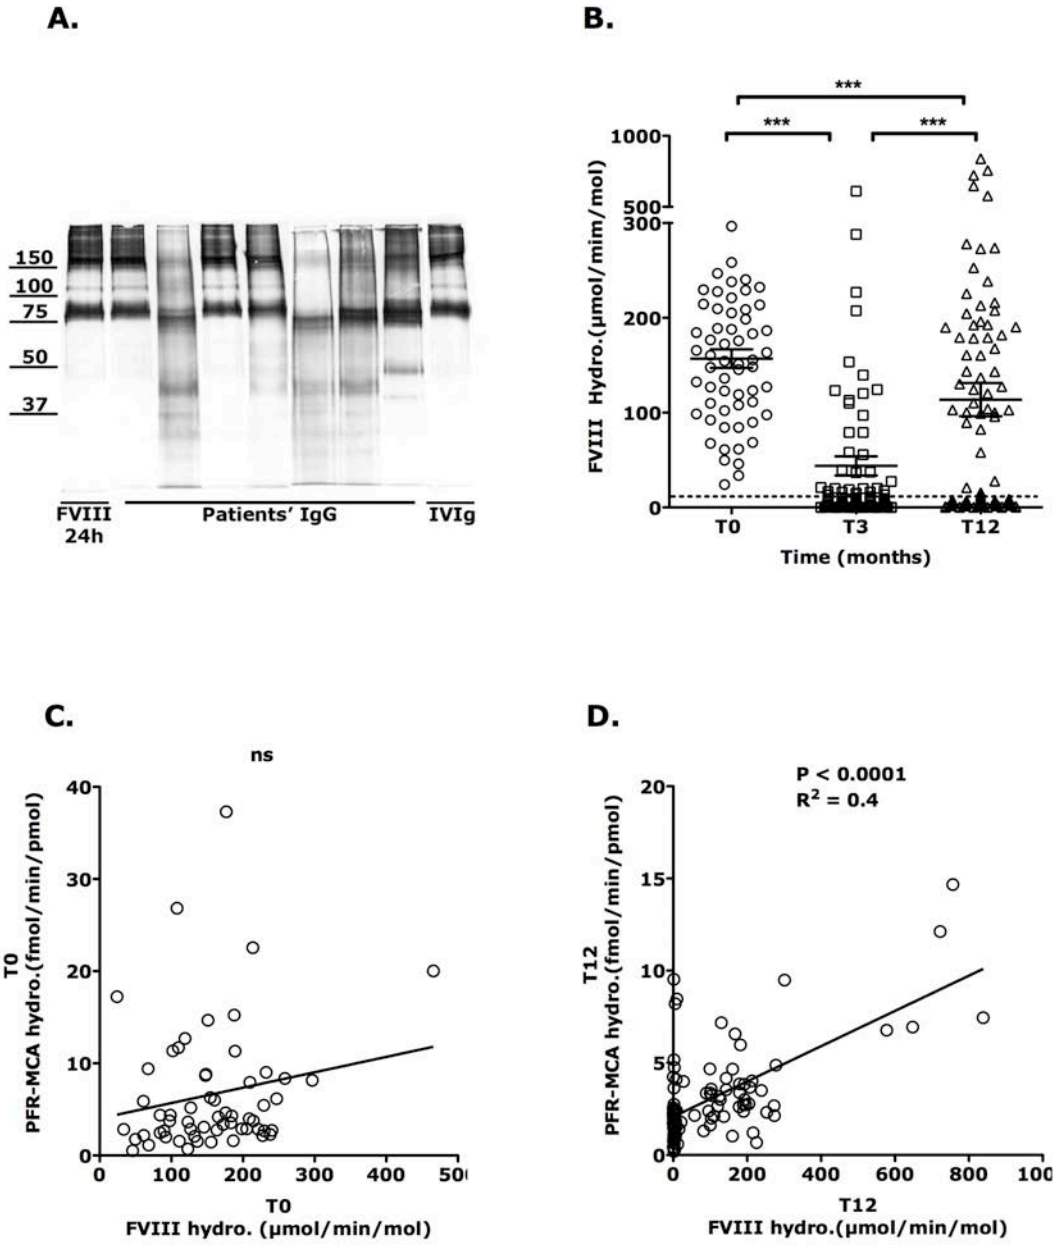 A.
150
100
75
50
37
FVIII
24h
Patients’ IgG
IVIg
B.
***
***
***
FVIII Hydro.(µmol/mim/mol)
1000
500
300
200
100
0
T0
T3
T12
Time (months)
C.
ns
T0
PFR-MCA hydro.(fmol/min/pmol)
40
30
20
10
0
0
100
200
300
400
500
T0
FVIII hydro. (µmol/min/mol)
D.
P < 0.0001
R² = 0.4
T12
PFR-MCA hydro.(fmol/min/pmol)
20
15
10
5
0
0
200
400
600
800
100
T12
FVIII hydro.(µmol/min/mol)